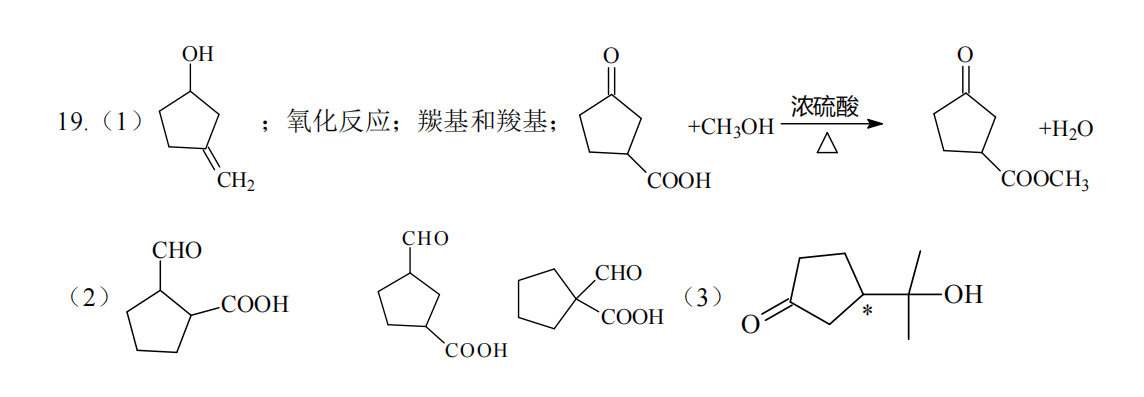 OH
19.（1） ；氧化反应；羰基和羧基；
CH2
O
COOH
+CH3OH
浓硫酸
△
O
COOCH3
+H2O
（2）
CHO
COOH
CHO
COOH
CHO
COOH
（3）
O
*
OH